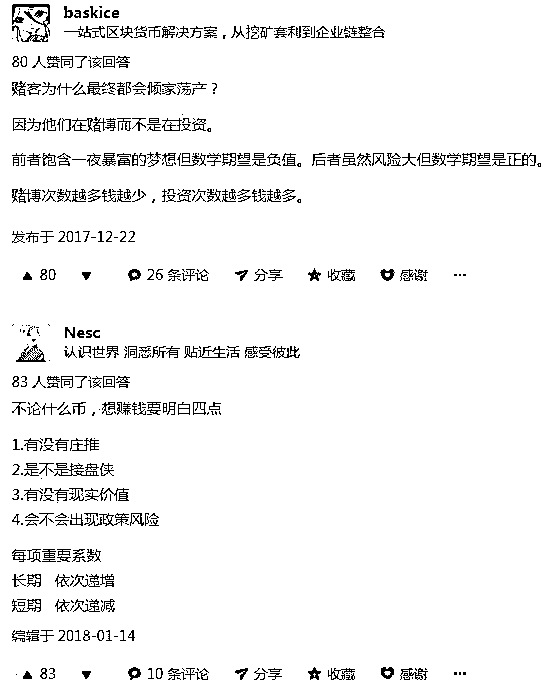 baskice
一站式区块货币解决方案，从挖矿套利到企业链整合
80 人赞同了该回答
赌客为什么最终都会倾家荡产？
因为他们在赌博而不是在投资。
前者饱含一夜暴富的梦想但数学期望是负值。后者虽然风险大但数学期望是正的。
赌博次数越多钱越少，投资次数越多钱越多。
发布于 2017-12-22
▲ 80 ▼ 26 条评论 分享 收藏 感谢 ···
Nesc
认识世界 洞悉所有 贴近生活 感受彼此
83 人赞同了该回答
不论什么币，想赚钱要明白四点
1.有没有庄推
2.是不是接盘侠
3.有没有现实价值
4.会不会出现政策风险
每项重要系数
长期 依次递增
短期 依次递减
编辑于 2018-01-14
▲ 83 ▼ 10 条评论 分享 收藏 感谢 ···